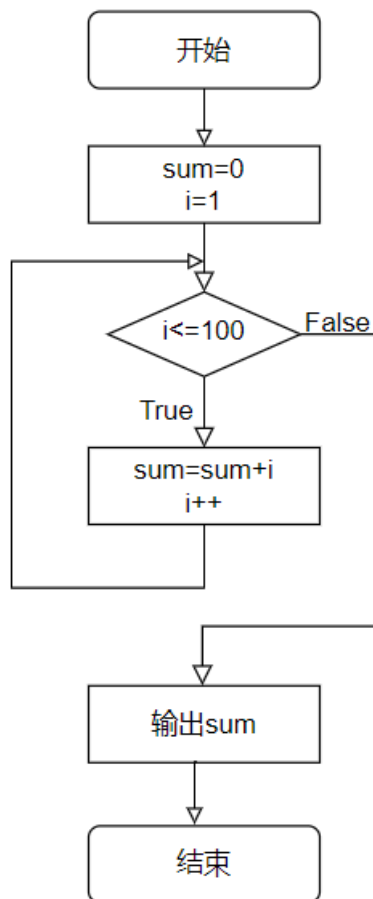 开始
sum=0
i=1
i<=100
False
True
sum=sum+i
i++
输出sum
结束